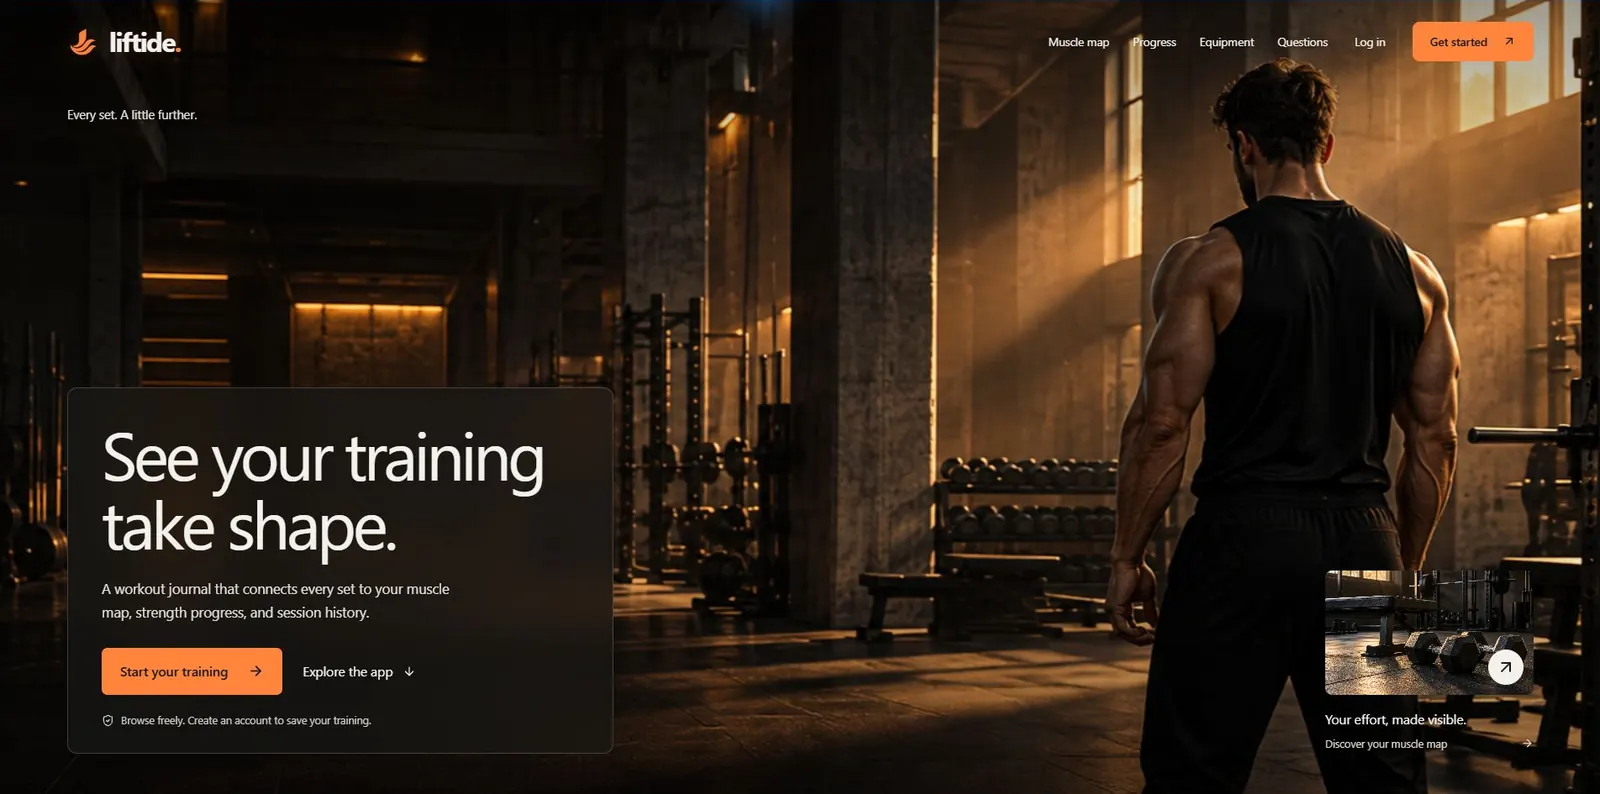 liftide.
Muscle map
Progress
Equipment
Questions
Log in
Get started
Every set. A little further.
See your training
take shape.
A workout journal that connects every set to your muscle
map, strength progress, and session history.
Start your training
Explore the app
Browse freely. Create an account to save your training.
Your effort, made visible.
Discover your muscle map